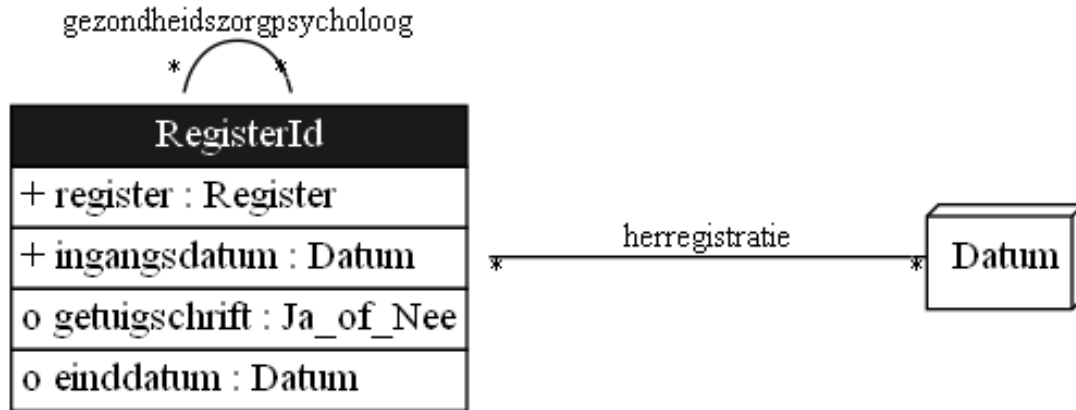 gezondheidszorgpsycholoog
* *
RegisterId
+ register : Register
+ ingangsdatum : Datum
o getuigschrift : Ja_of_Nee
o einddatum : Datum
herregistratie
* *
Datum